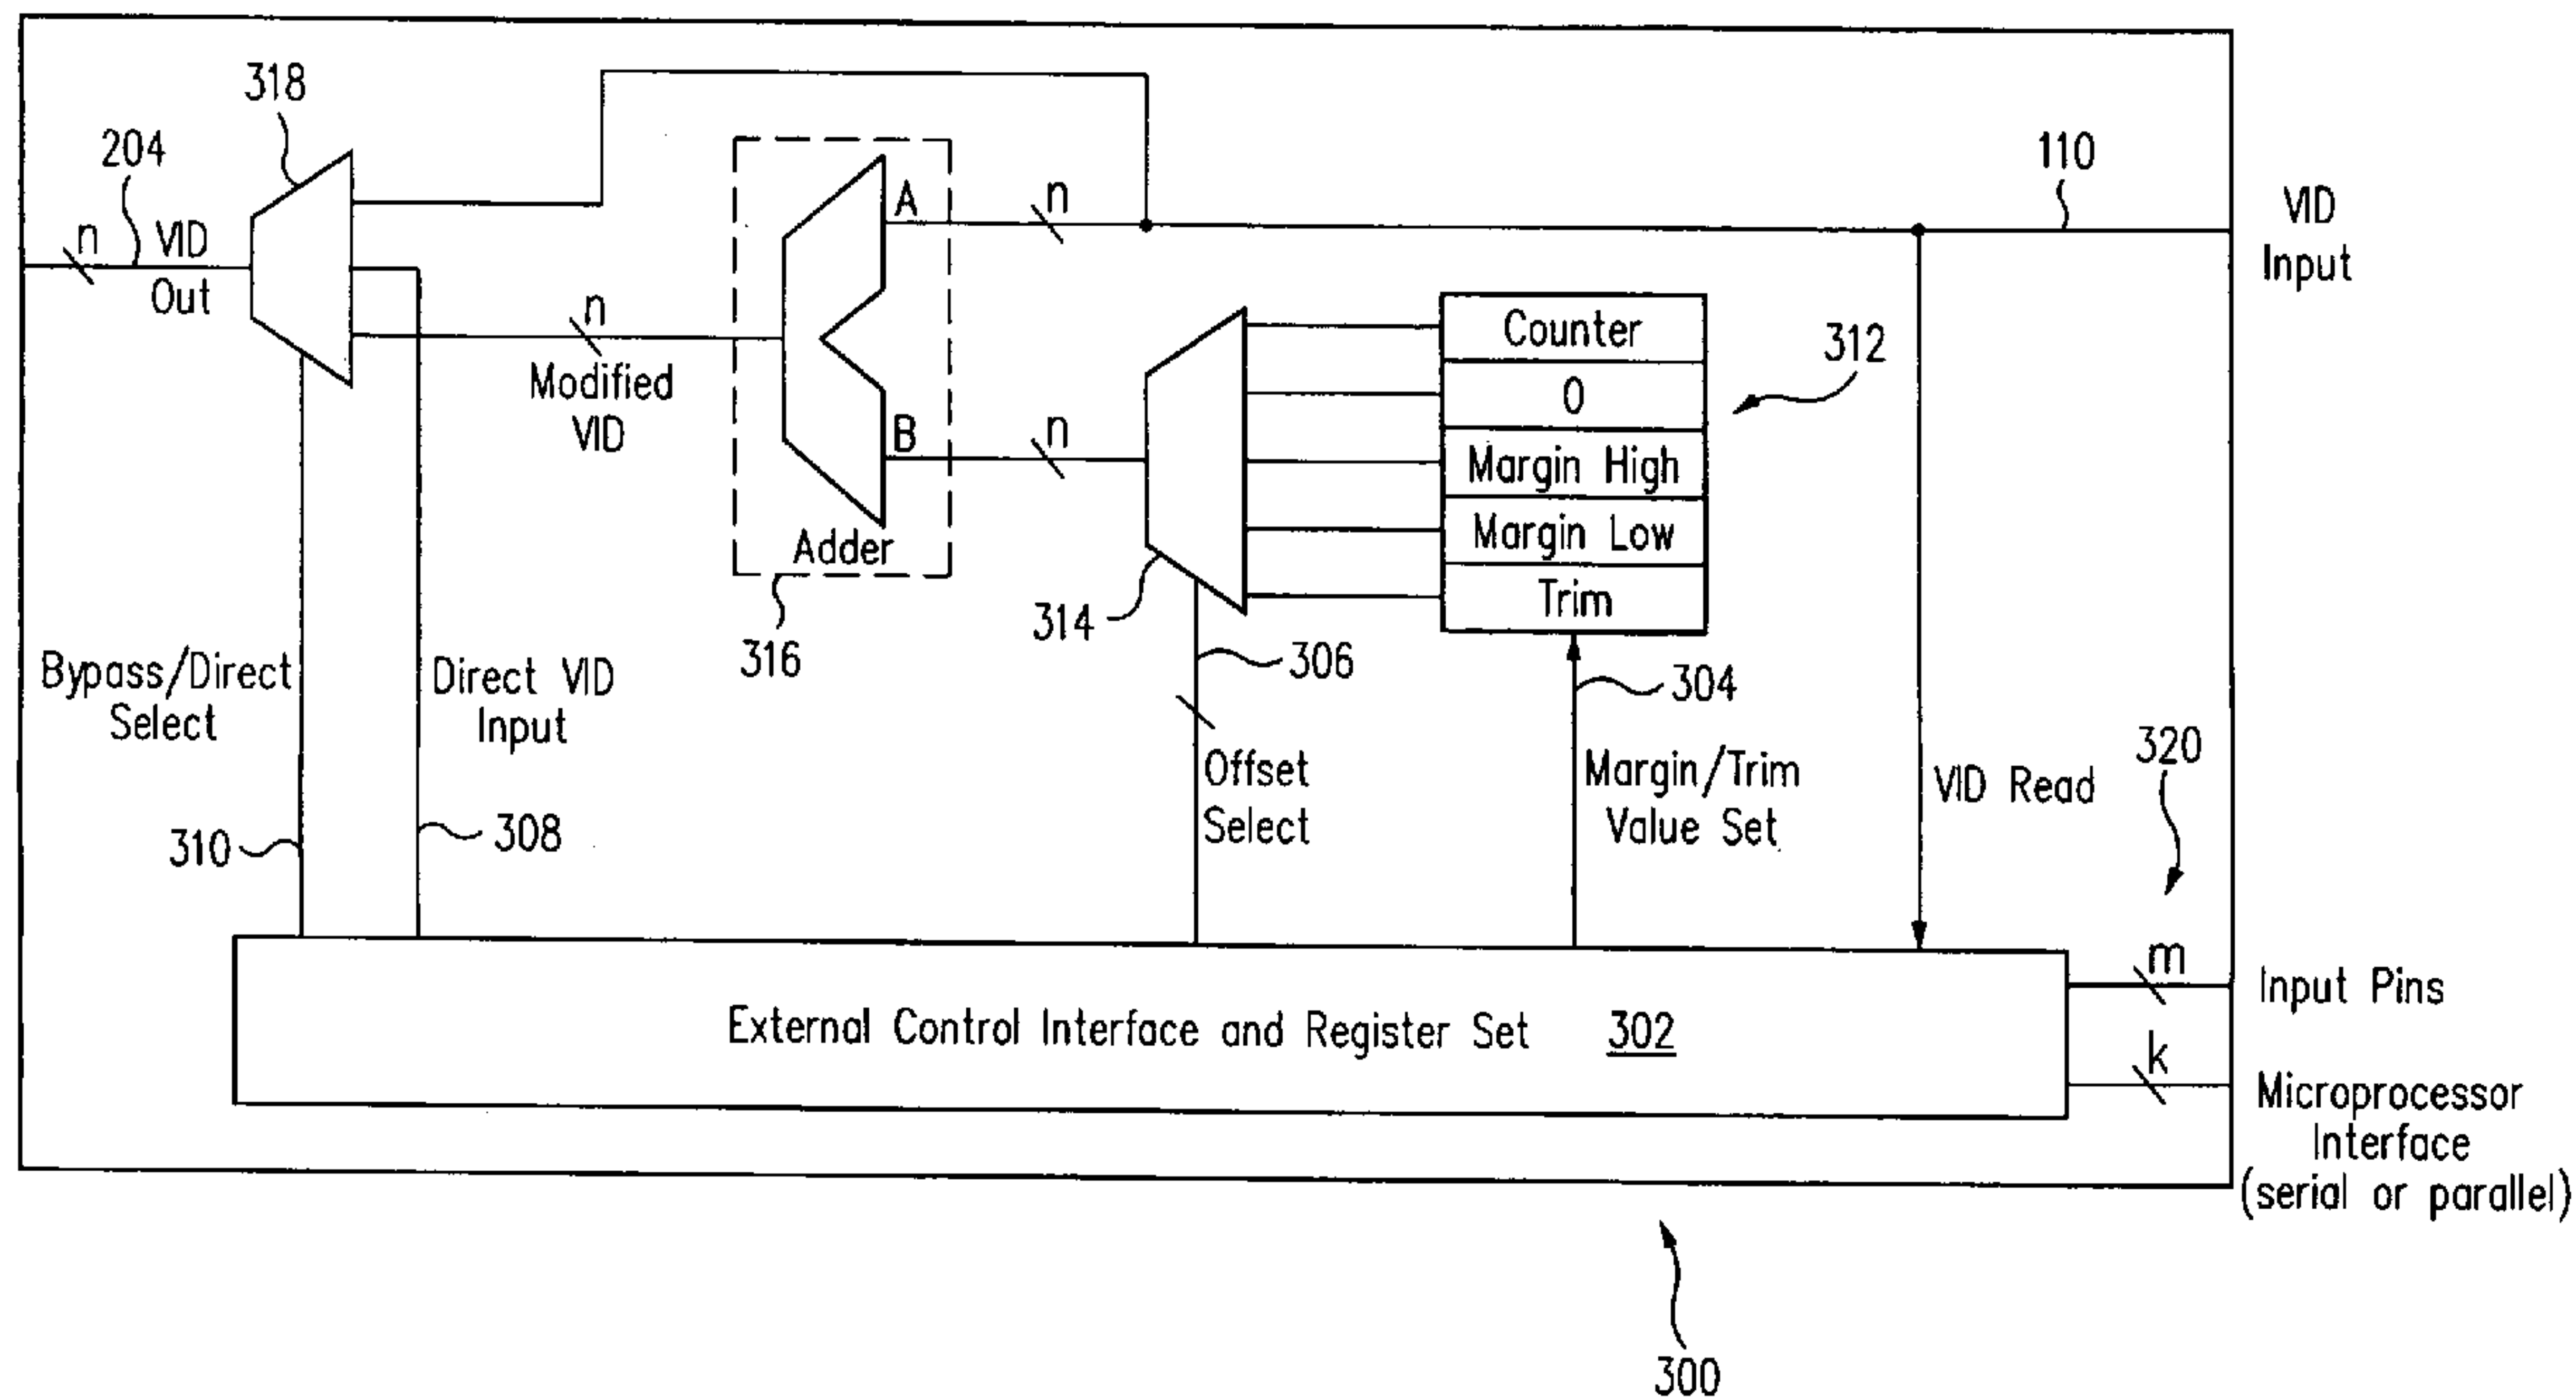 318
204
n
VID
Out
n
Modified
VID
A
B
Adder
316
n
n
314
Counter
0
Margin High
Margin Low
Trim
312
110
VID
Input
Bypass/Direct
Select
310
Direct VID
Input
308
306
Offset
Select
304
Margin/Trim
Value Set
VID Read
320
External Control Interface and Register Set 302
m
Input Pins
k
Microprocessor
Interface
(serial or parallel)
300